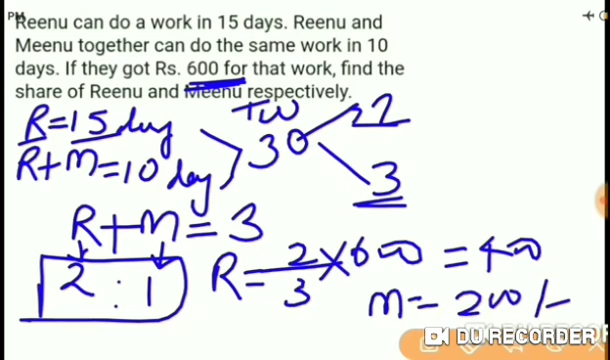 Reenu can do a work in 15 days. Reenu and
Meenu together can do the same work in 10
days. If they got Rs. 600 for that work, find the
share of Reenu and Meenu respectively.
TW
R=15 day
R+M=10 day
30
2
3
R+M=3
2 : 1
R=2/3×600=400
M=200/-
DU RECORDER